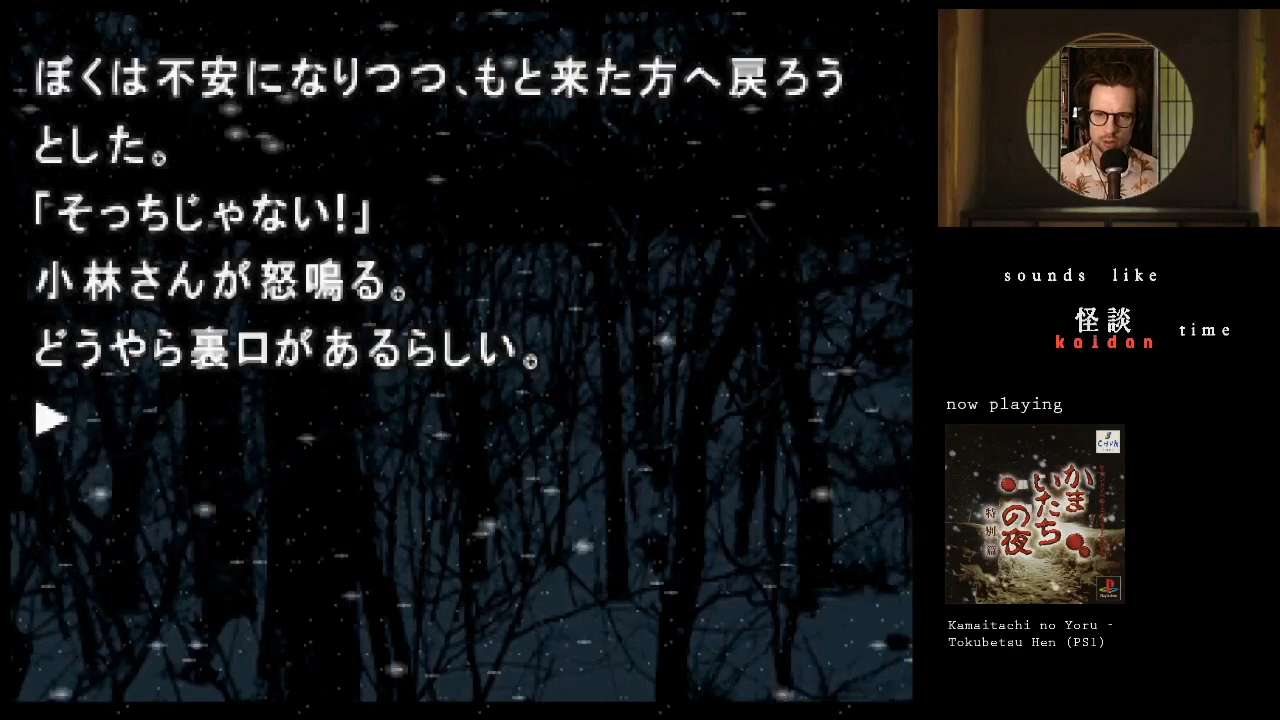 ぼくは不安になりつつ、もと来た方へ戻ろう
とした。
「そっちじゃない！」
小林さんが怒鳴る。
どうやら裏口があるらしい。
sounds like
怪談
kaidan
time
now playing
CHUN
かま
いたち
の夜
特別篇
PlayStation
Kamaitachi no Yoru -
Tokubetsu Hen (PS1)